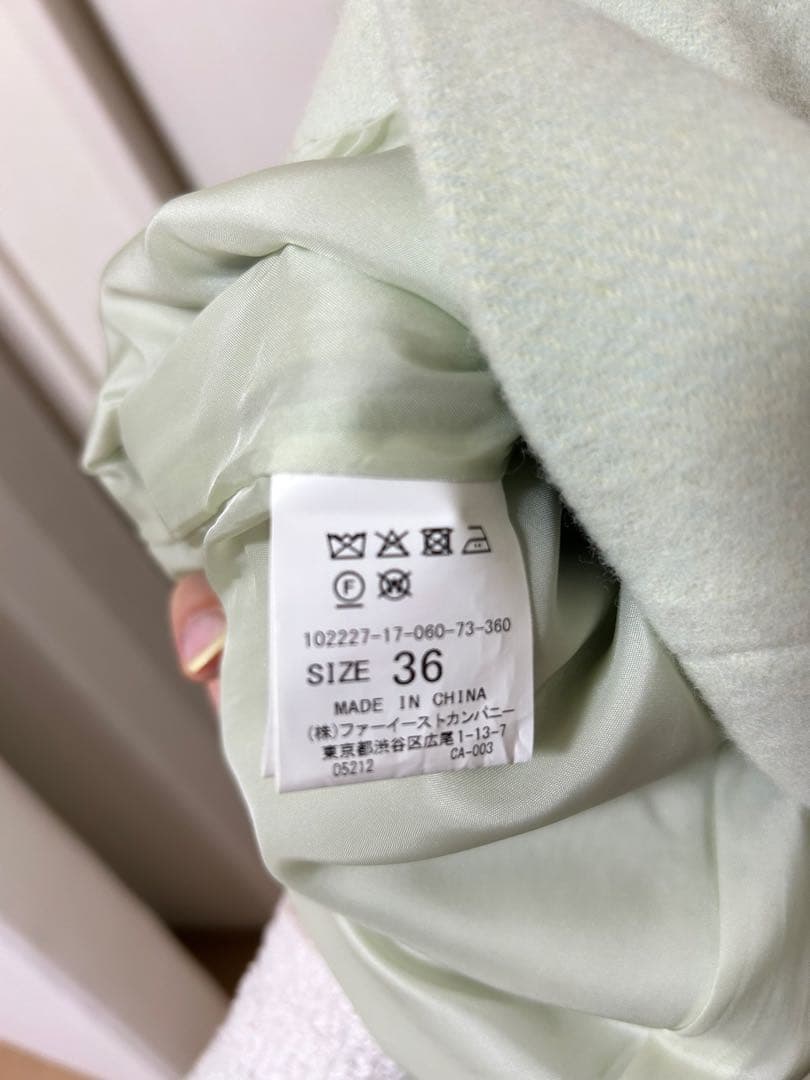 F W
102227-17-060-73-360
SIZE 36
MADE IN CHINA
(株)ファーイーストカンパニー
東京都渋谷区広尾1-13-7
05212 CA-003